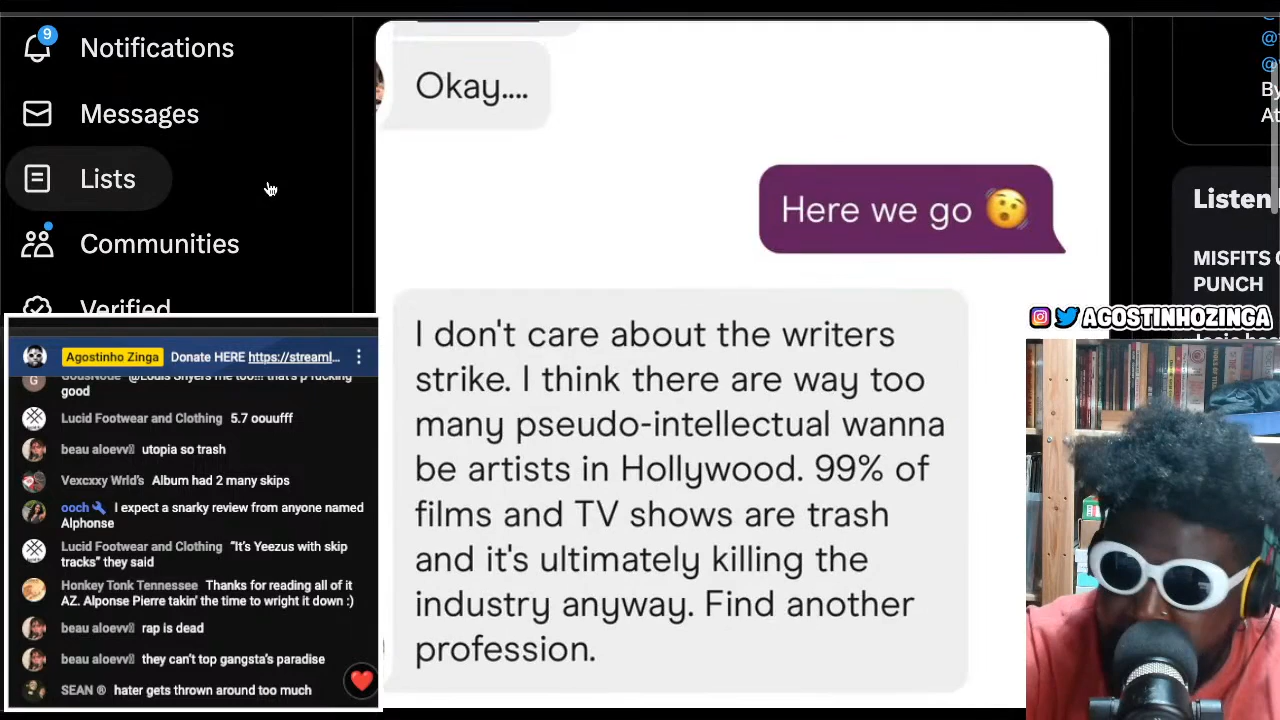 9
Notifications
Messages
Lists
Communities
Verified
Okay....
Here we go
I don't care about the writers
strike. I think there are way too
many pseudo-intellectual wanna
be artists in Hollywood. 99% of
films and TV shows are trash
and it's ultimately killing the
industry anyway. Find another
profession.
By
Listen
MISFITS
PUNCH
AGOSTINHOZINGA
Agostinho Zinga Donate HERE https://streaml...
good
Lucid Footwear and Clothing 5.7 oouufff
beau aloevv utopia so trash
Vexcxxy Wrld's Album had 2 many skips
ooch I expect a snarky review from anyone named
Alphonse
Lucid Footwear and Clothing "It's Yeezus with skip
tracks" they said
Honkey Tonk Tennessee Thanks for reading all of it
AZ. Alponse Pierre takin' the time to wright it down :)
beau aloevv rap is dead
beau aloevv they can't top gangsta's paradise
SEAN ® hater gets thrown around too much